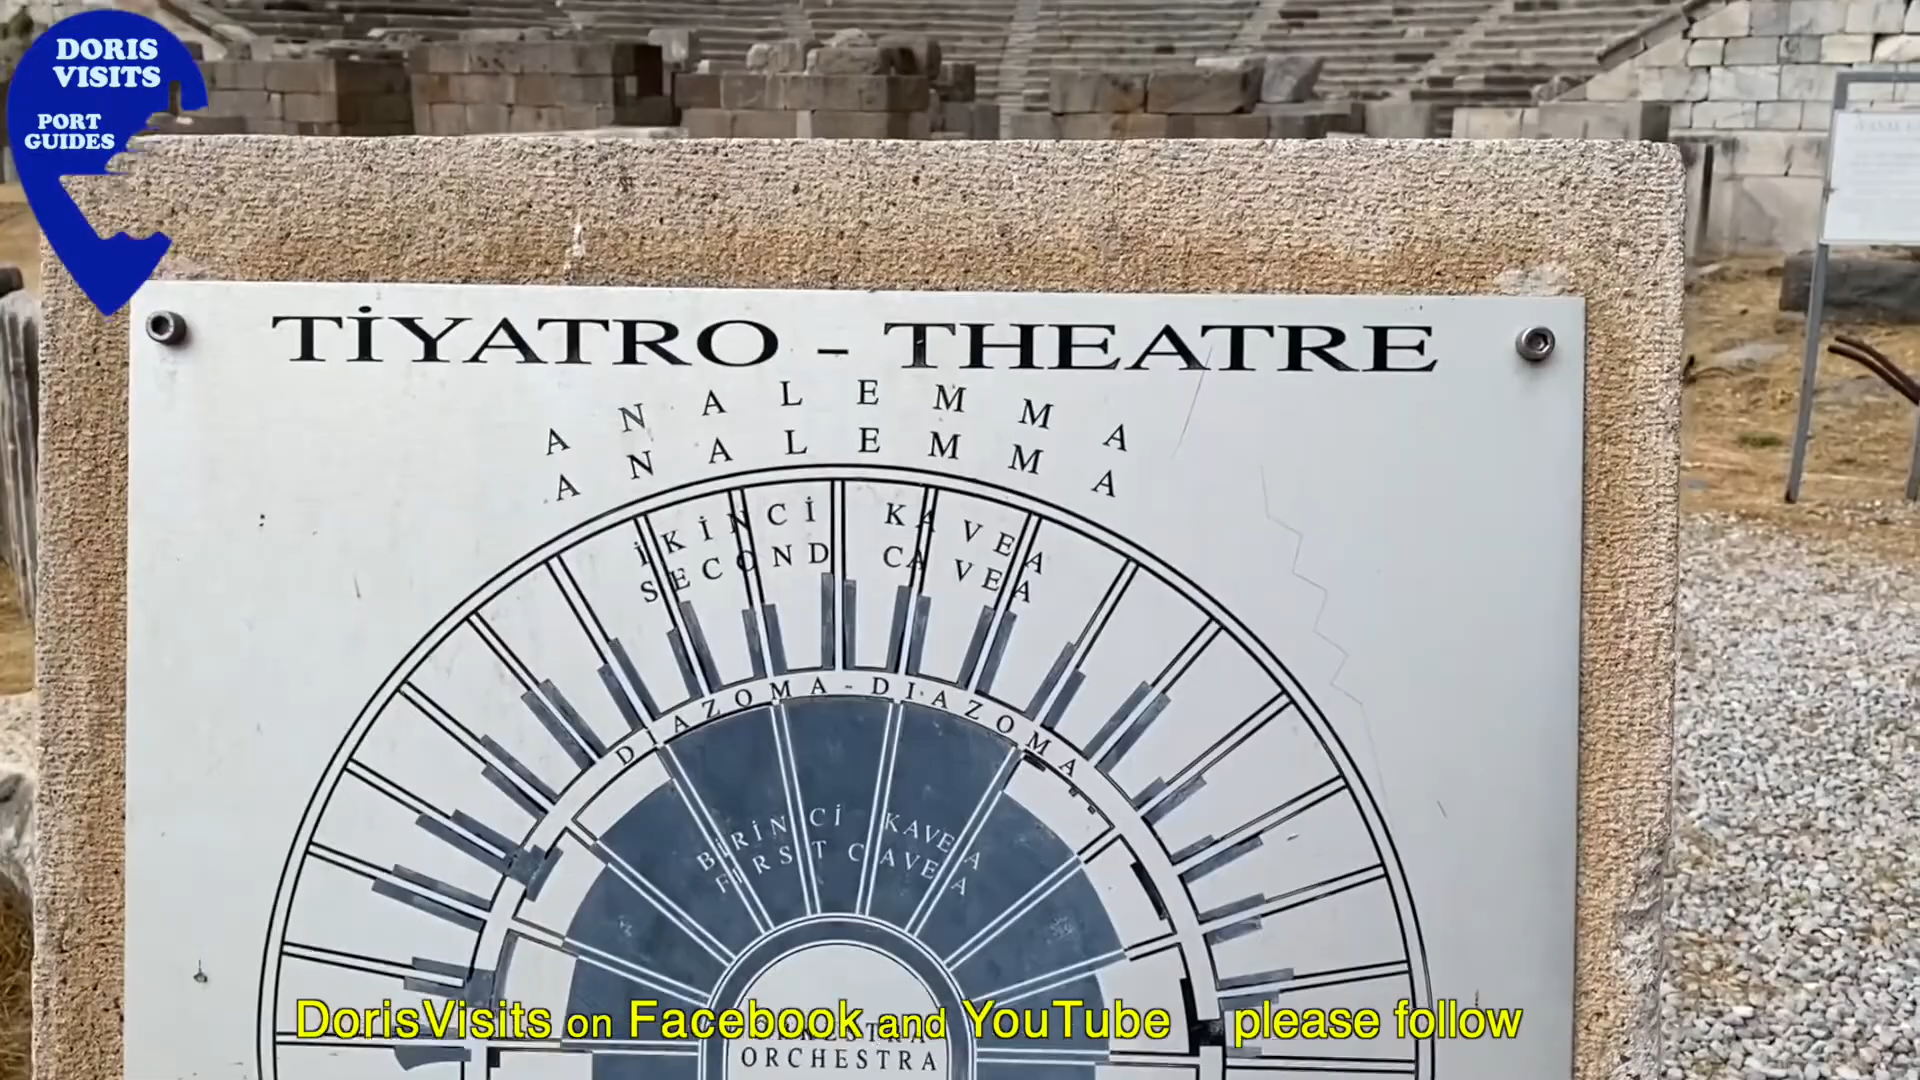 DORIS
VISITS
PORT
GUIDES
TİYATRO - THEATRE
ANALEMMA
ANALEMMA
İKİNCİ KAVEA
SECOND CAVEA
DIAZOMA-DIAZOMA
BİRİNCİ KAVEA
FIRST CAVEA
ORCHESTRA
DorisVisits on Facebook and YouTube please follow